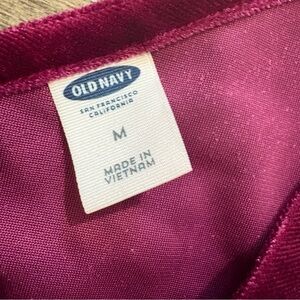 OLD NAVY
SAN FRANCISCO
CALIFORNIA
M
MADE IN
VIETNAM